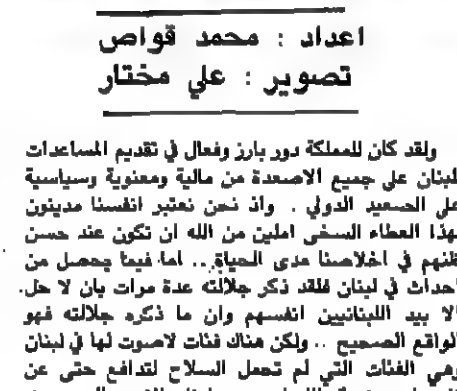 اعداد : محمد قواص
تصوير : علي مختار
ولقد كان للمملكة دور بارز وفعال في تقديم المساعدات
لبنان على جميع الاصعدة من مالية ومعنوية وسياسية
على الصعيد الدولي . واذ نحن نعتبر انفسنا مدينون
بهذا العطاء السخى املين من الله ان نكون عند حسن
ظنهم في اخلاصنا مدى الحياة .. اما فيما يحصل من
احداث في لبنان فلقد ذكر جلالته عدة مرات بان لا حل.
الا بيد اللبنانيين انفسهم وان ما ذكره جلالته فهو
الواقع الصحيح .. ولكن هناك فئات لاصوت لها في لبنان
وهي الفئات التي لم تحمل السلاح لتدافع حتى عن